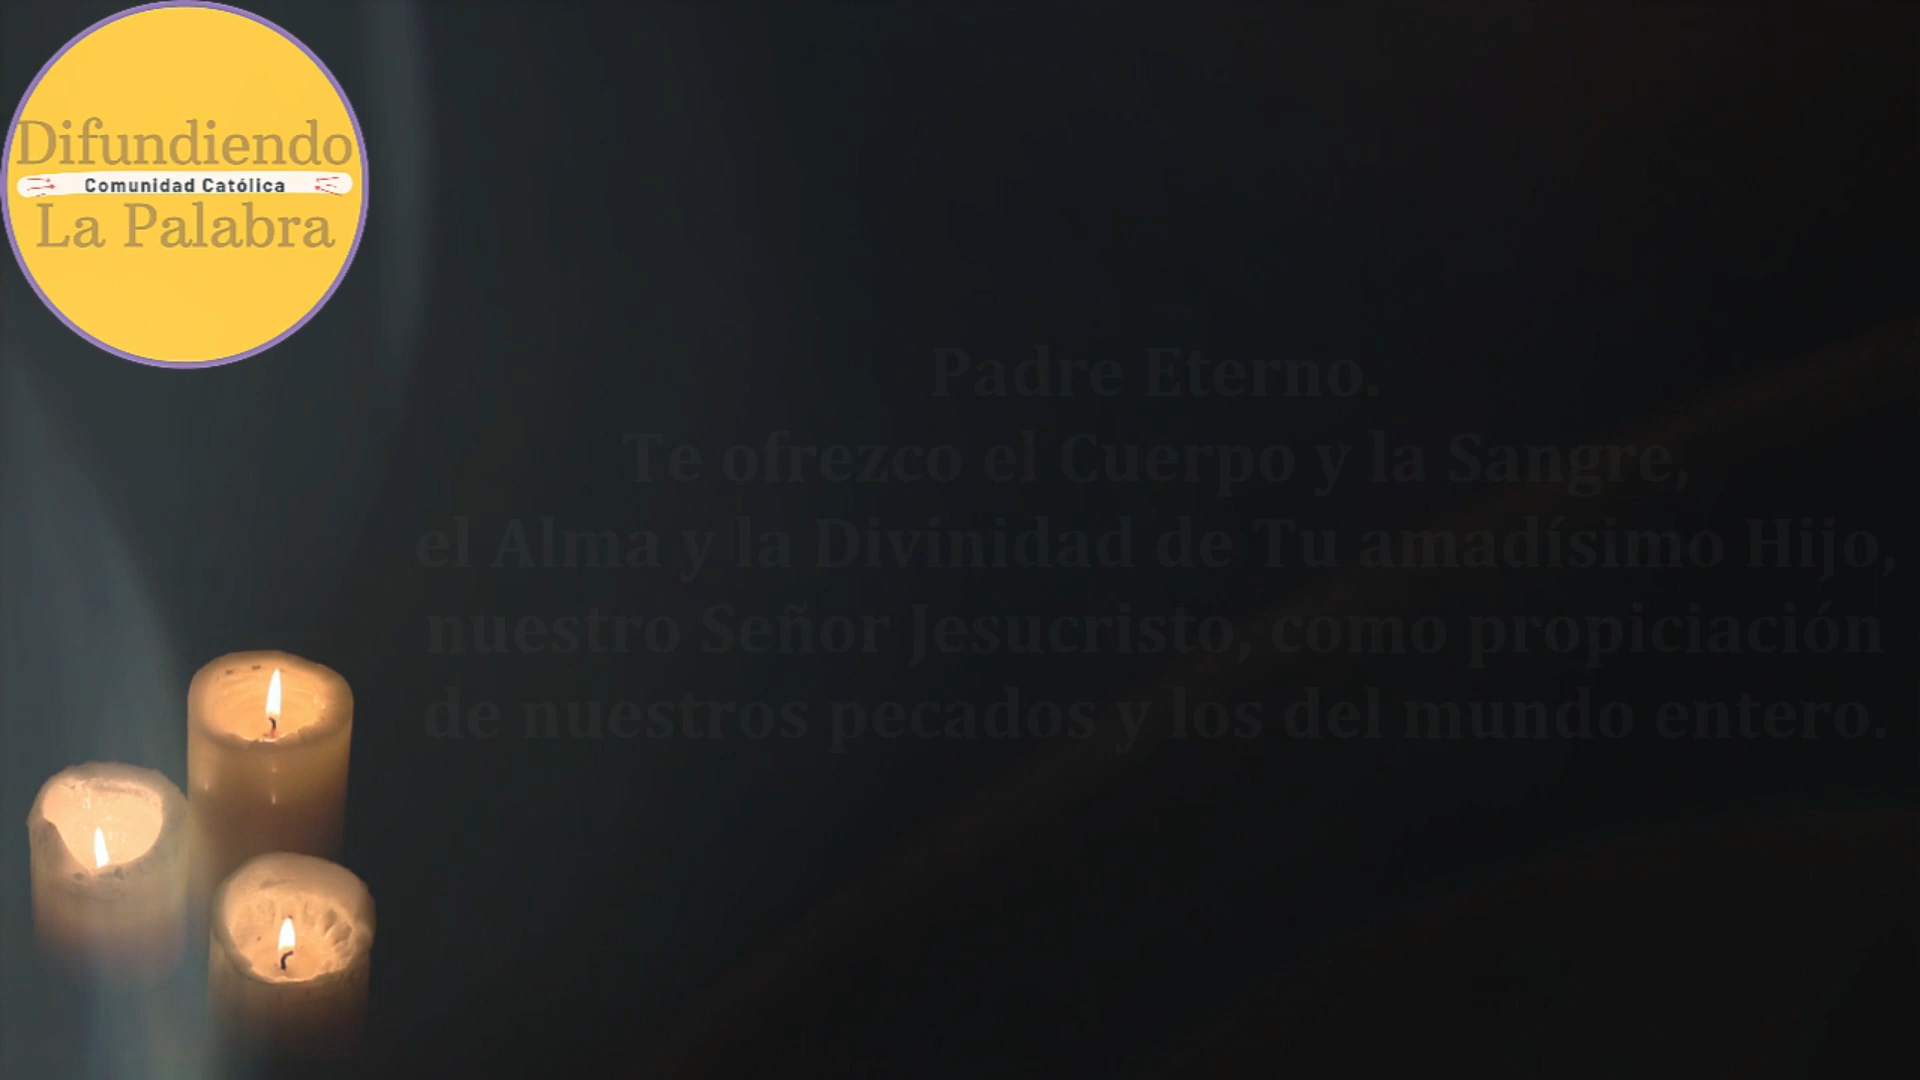 Difundiendo
Comunidad Católica
La Palabra
Padre Eterno.
Te ofrezco el Cuerpo y la Sangre,
el Alma y la Divinidad de Tu amadísimo Hijo,
nuestro Señor Jesucristo, como propiciación
de nuestros pecados y los del mundo entero.